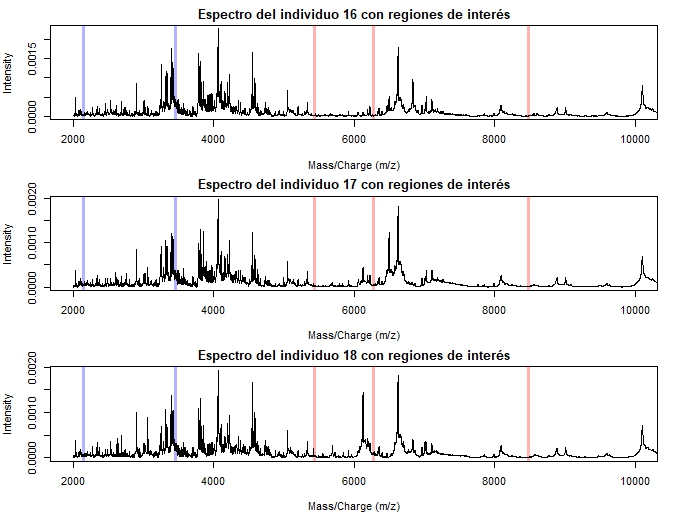 Espectro del individuo 16 con regiones de interés
Intensity
0.0015
0.0000
2000 4000 6000 8000 10000
Mass/Charge (m/z)
Espectro del individuo 17 con regiones de interés
Intensity
0.0020
0.0010
0.0000
2000 4000 6000 8000 10000
Mass/Charge (m/z)
Espectro del individuo 18 con regiones de interés
Intensity
0.0020
0.0010
0.0000
2000 4000 6000 8000 10000
Mass/Charge (m/z)